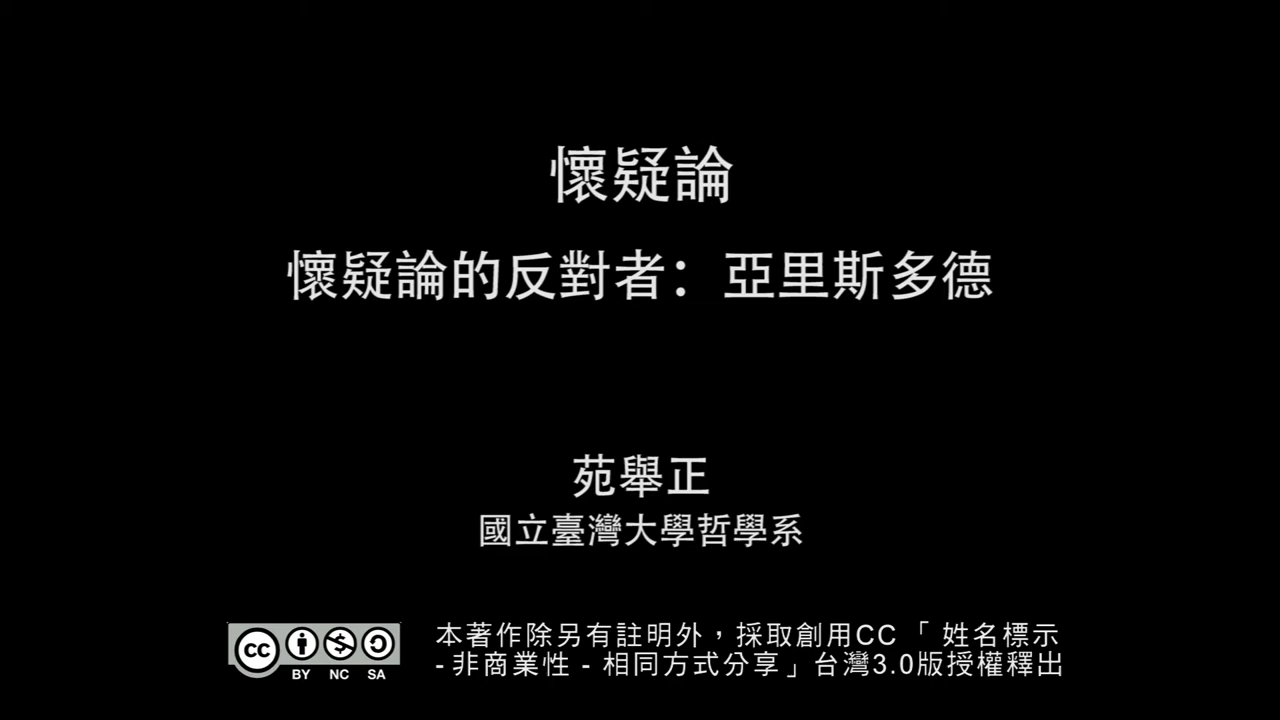 懷疑論
懷疑論的反對者：亞里斯多德
苑舉正
國立臺灣大學哲學系
本著作除另有註明外，採取創用CC「 姓名標示
- 非商業性 - 相同方式分享」台灣3.0版授權釋出
cc
BY NC SA